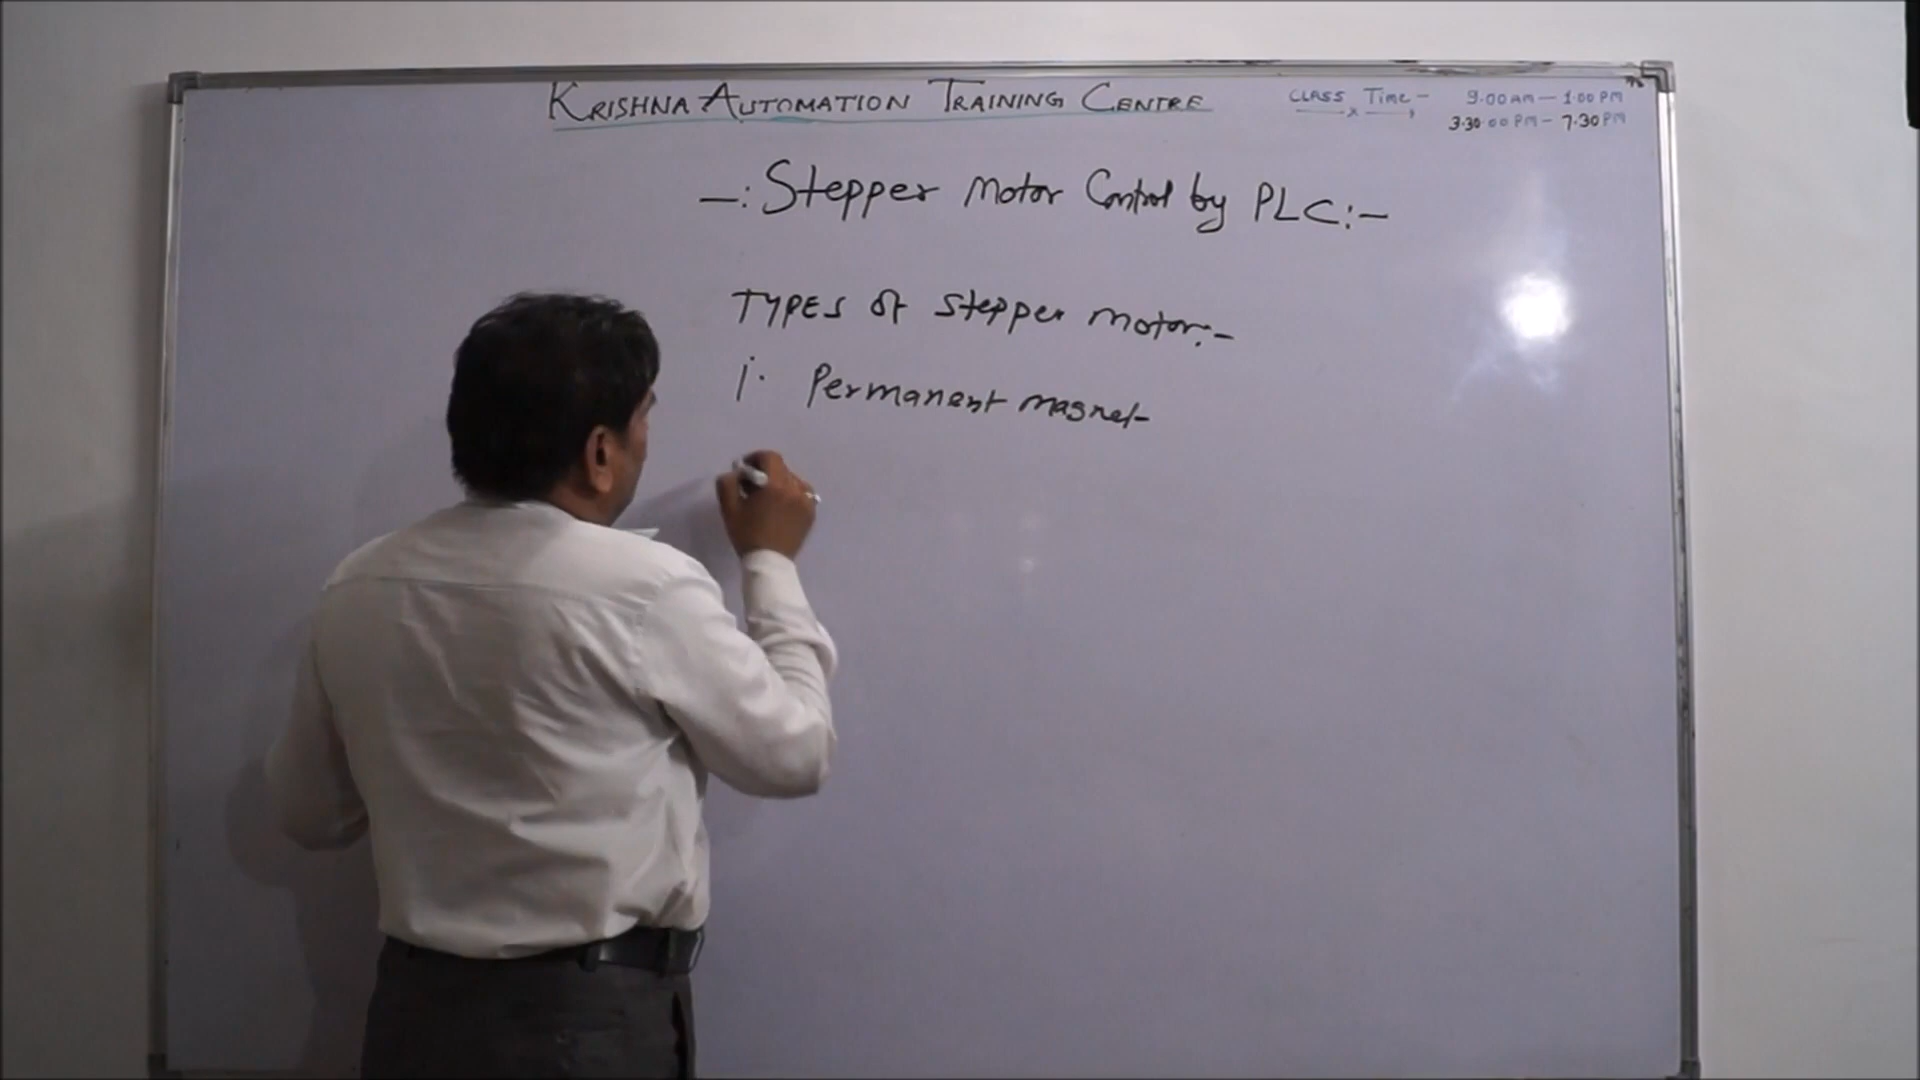 KRISHNA AUTOMATION TRAINING CENTRE
CLASS Time - 9.00 AM - 1.00 PM
3.30.00 PM - 7.30 PM
-: Stepper Motor Control by PLC:-
TYPES of stepper motor:-
i. Permanent magnet